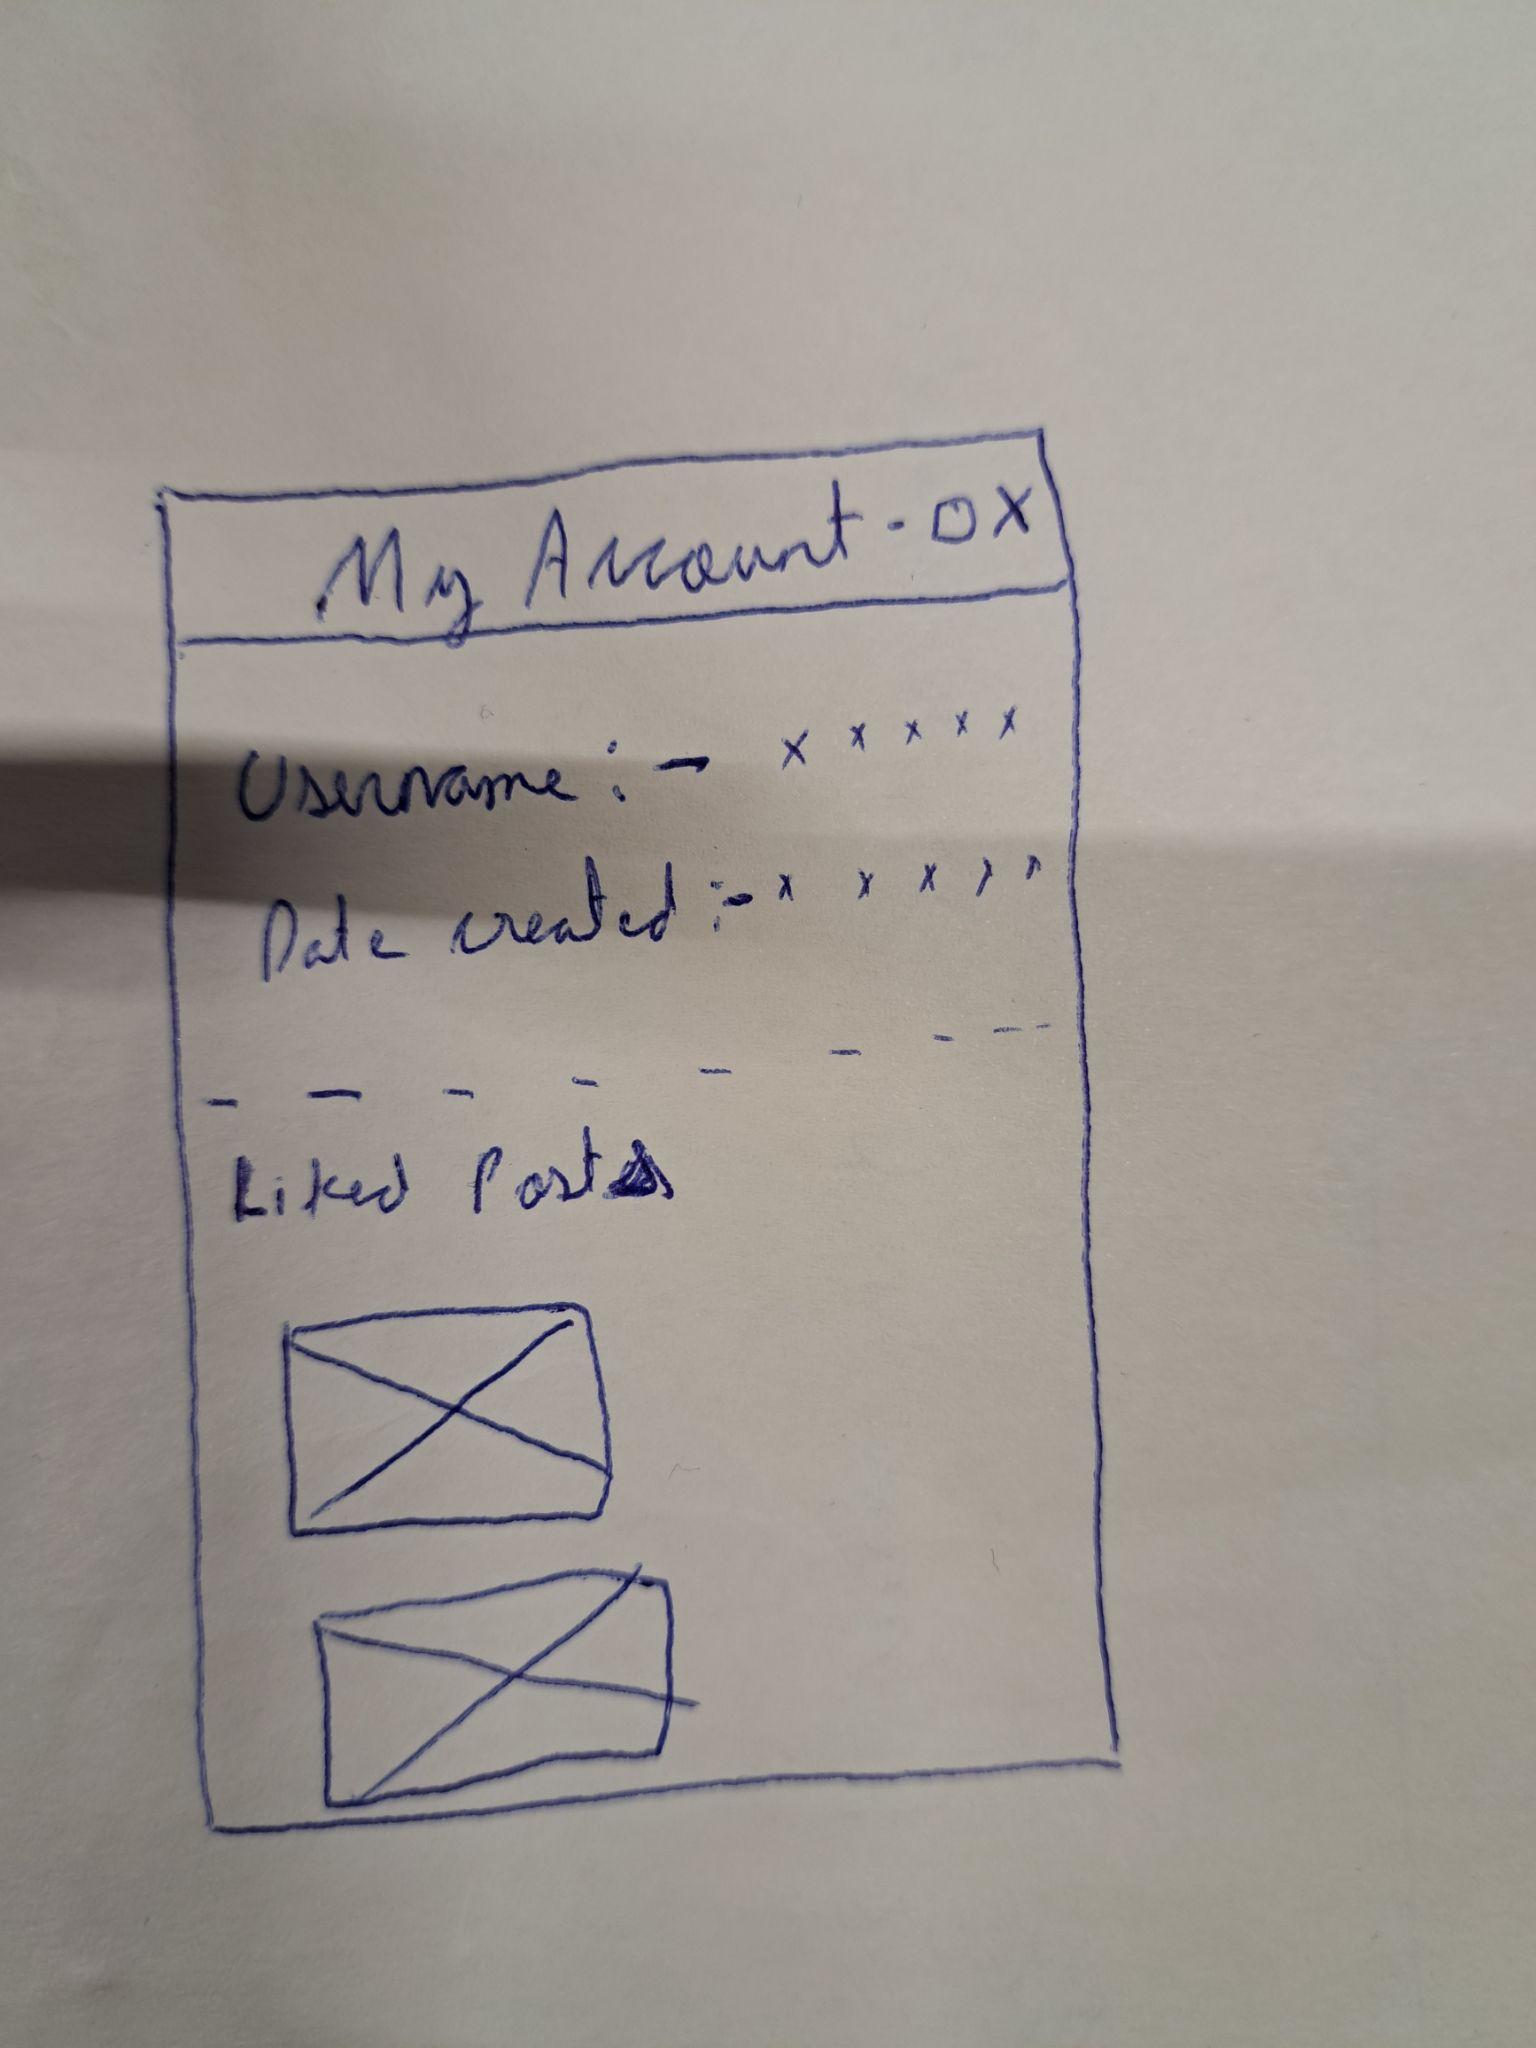 My Account - □ X
Username :- x x x x x
Date created :- x x x x x
Liked Posts